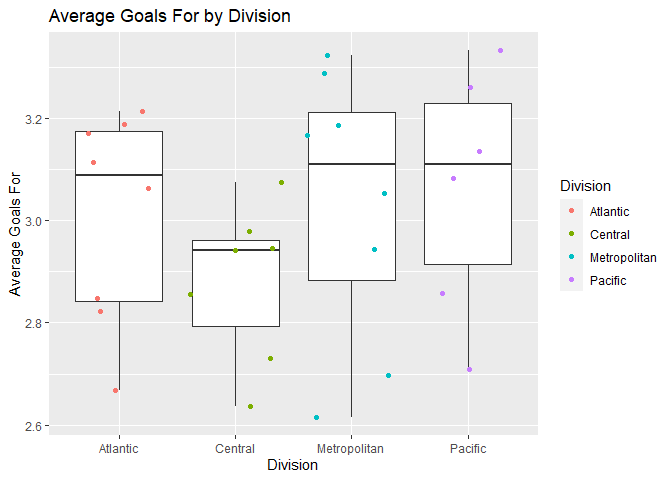 Average Goals For by Division
Average Goals For
3.2
3.0
2.8
2.6
Atlantic
Central
Metropolitan
Pacific
Division
Division
Atlantic
Central
Metropolitan
Pacific